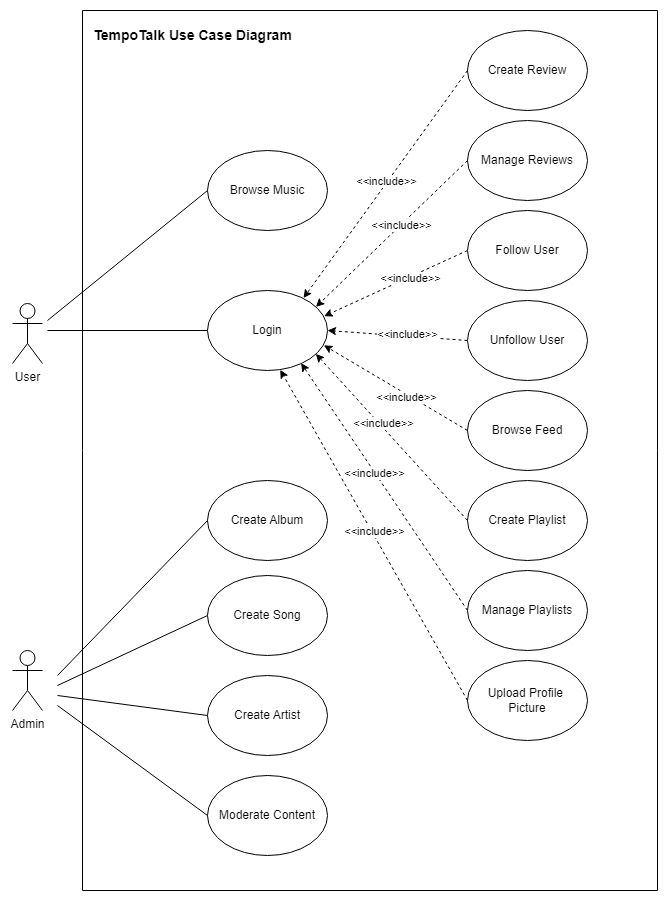 TempoTalk Use Case Diagram
Create Review
Manage Reviews
<<include>>
Browse Music
<<include>>
Follow User
<<include>>
Login
<<include>>
Unfollow User
User
<<include>>
Browse Feed
<<include>>
<<include>>
Create Album
Create Playlist
<<include>>
Create Song
Manage Playlists
Upload Profile
Picture
Admin
Create Artist
Moderate Content